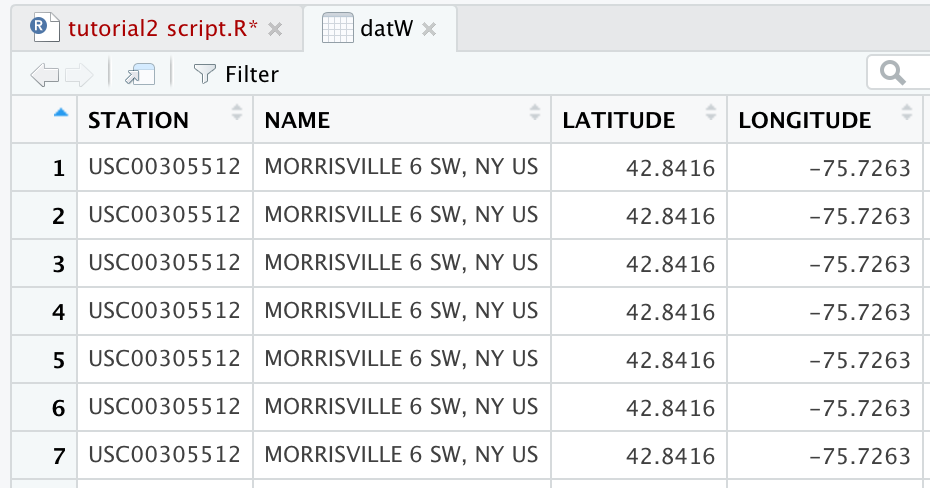 R tutorial2 script.R* × datW ×
Filter
STATION NAME LATITUDE LONGITUDE
1 USC00305512 MORRISVILLE 6 SW, NY US 42.8416 -75.7263
2 USC00305512 MORRISVILLE 6 SW, NY US 42.8416 -75.7263
3 USC00305512 MORRISVILLE 6 SW, NY US 42.8416 -75.7263
4 USC00305512 MORRISVILLE 6 SW, NY US 42.8416 -75.7263
5 USC00305512 MORRISVILLE 6 SW, NY US 42.8416 -75.7263
6 USC00305512 MORRISVILLE 6 SW, NY US 42.8416 -75.7263
7 USC00305512 MORRISVILLE 6 SW, NY US 42.8416 -75.7263